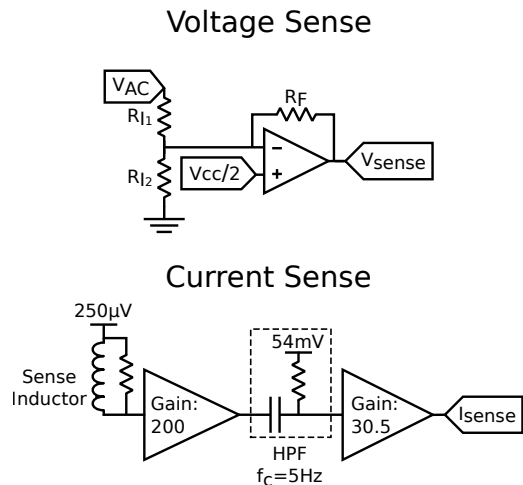 Voltage Sense
VAC
RI1
RF
RI2
Vcc/2
−
+
Vsense
Current Sense
250µV
54mV
Sense
Inductor
Gain:
200
Gain:
30.5
Isense
HPF
fC=5Hz